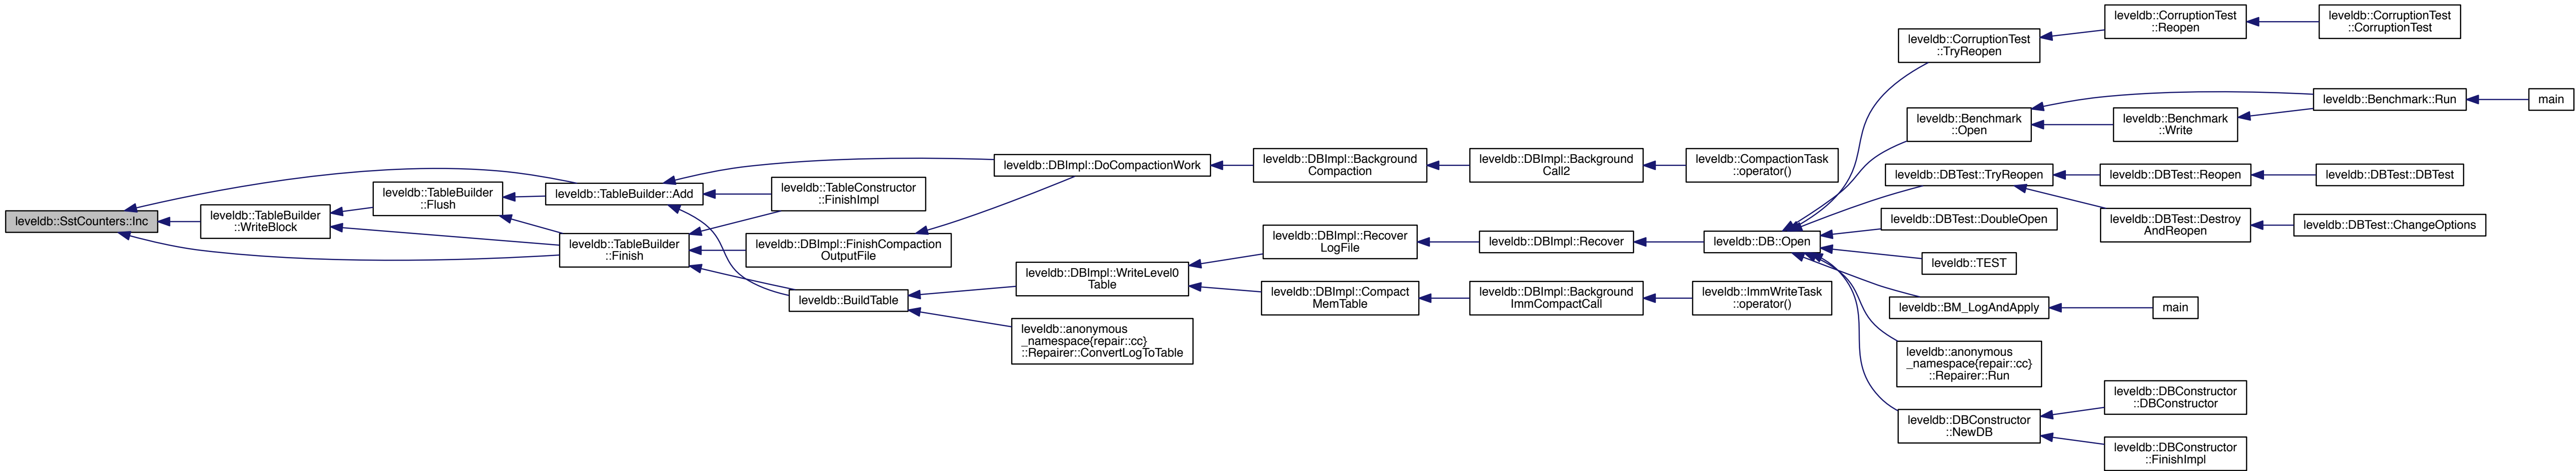 leveldb::SstCounters::Inc
leveldb::TableBuilder
::WriteBlock
leveldb::TableBuilder
::Flush
leveldb::TableBuilder::Add
leveldb::TableBuilder
::Finish
leveldb::DBImpl::DoCompactionWork
leveldb::TableConstructor
::FinishImpl
leveldb::DBImpl::FinishCompaction
OutputFile
leveldb::BuildTable
leveldb::DBImpl::Background
Compaction
leveldb::DBImpl::Background
Call2
leveldb::CompactionTask
::operator()
leveldb::DBImpl::WriteLevel0
Table
leveldb::anonymous
_namespace{repair::cc}
::Repairer::ConvertLogToTable
leveldb::DBImpl::Recover
LogFile
leveldb::DBImpl::Recover
leveldb::DB::Open
leveldb::DBImpl::Compact
MemTable
leveldb::DBImpl::Background
ImmCompactCall
leveldb::ImmWriteTask
::operator()
leveldb::CorruptionTest
::TryReopen
leveldb::CorruptionTest
::Reopen
leveldb::CorruptionTest
::CorruptionTest
leveldb::Benchmark
::Open
leveldb::Benchmark
::Write
leveldb::Benchmark::Run
main
leveldb::DBTest::TryReopen
leveldb::DBTest::Reopen
leveldb::DBTest::DBTest
leveldb::DBTest::DoubleOpen
leveldb::DBTest::Destroy
AndReopen
leveldb::DBTest::ChangeOptions
leveldb::TEST
leveldb::BM_LogAndApply
main
leveldb::anonymous
_namespace{repair::cc}
::Repairer::Run
leveldb::DBConstructor
::NewDB
leveldb::DBConstructor
::DBConstructor
leveldb::DBConstructor
::FinishImpl